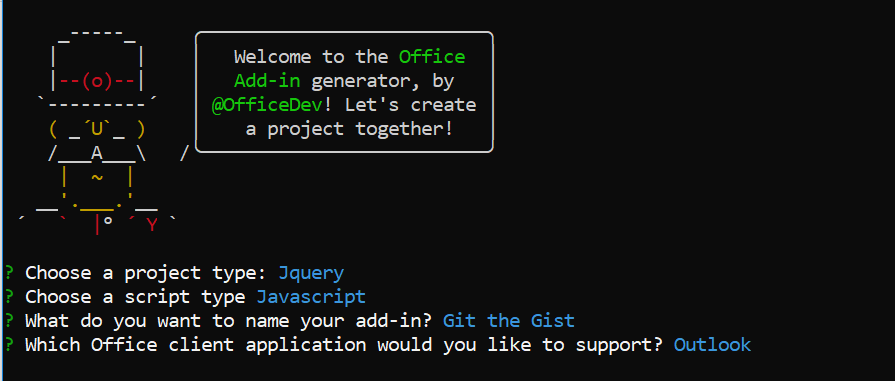 Welcome to the Office
Add-in generator, by
@OfficeDev! Let's create
a project together!
? Choose a project type: Jquery
? Choose a script type Javascript
? What do you want to name your add-in? Git the Gist
? Which Office client application would you like to support? Outlook